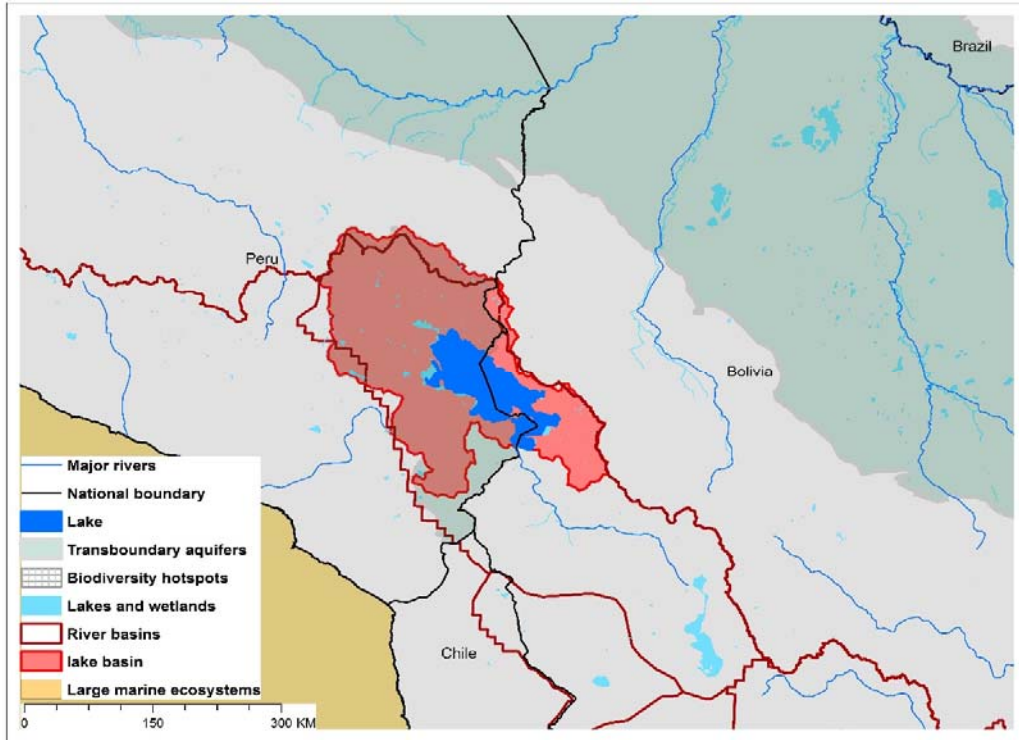 Brazil
Peru
Bolivia
Major rivers
National boundary
Lake
Transboundary aquifers
Biodiversity hotspots
Lakes and wetlands
River basins
lake basin
Large marine ecosystems
Chile
0 150 300 KM